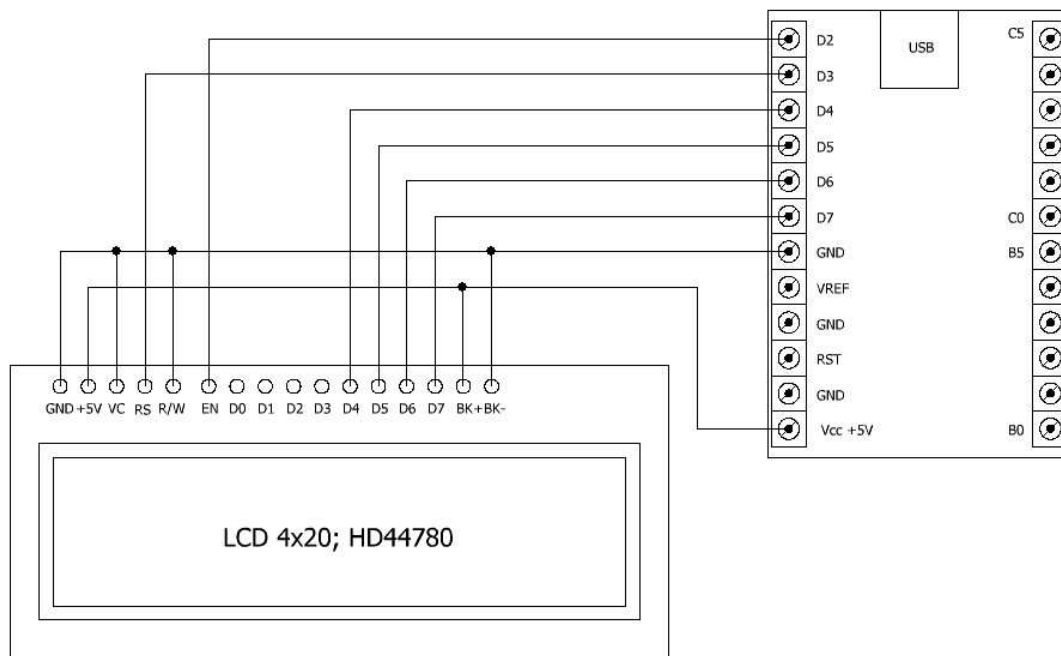 D2
USB
C5
D3
D4
D5
D6
D7
C0
GND
B5
VREF
GND
RST
GND
Vcc +5V
B0
GND +5V VC RS R/W EN D0 D1 D2 D3 D4 D5 D6 D7 BK+ BK-
LCD 4x20; HD44780